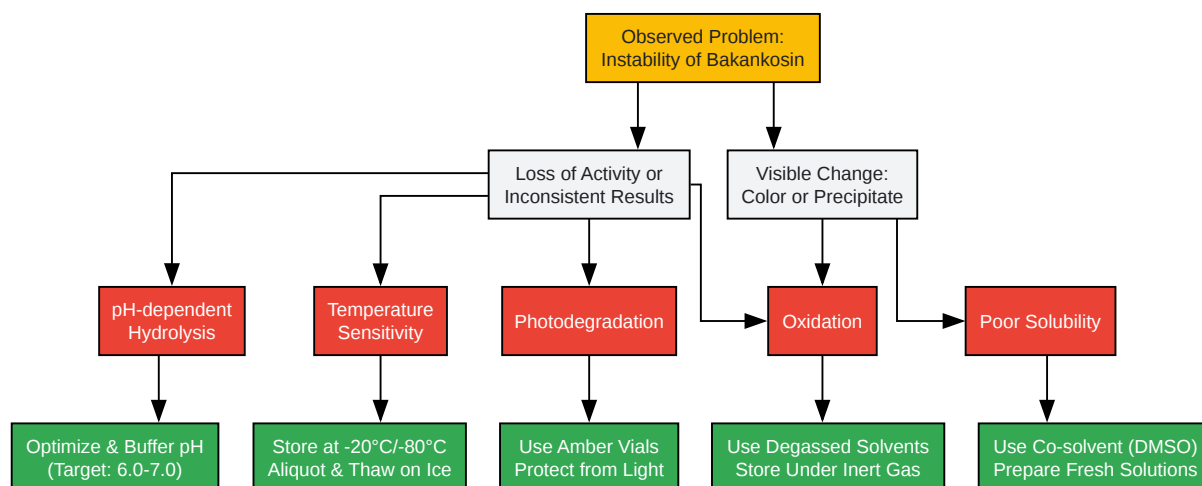 Observed Problem:
Instability of Bakankosin
Loss of Activity or
Inconsistent Results
Visible Change:
Color or Precipitate
pH-dependent
Hydrolysis
Temperature
Sensitivity
Photodegradation
Oxidation
Poor Solubility
Optimize & Buffer pH
(Target: 6.0-7.0)
Store at -20°C/-80°C
Aliquot & Thaw on Ice
Use Amber Vials
Protect from Light
Use Degassed Solvents
Store Under Inert Gas
Use Co-solvent (DMSO)
Prepare Fresh Solutions